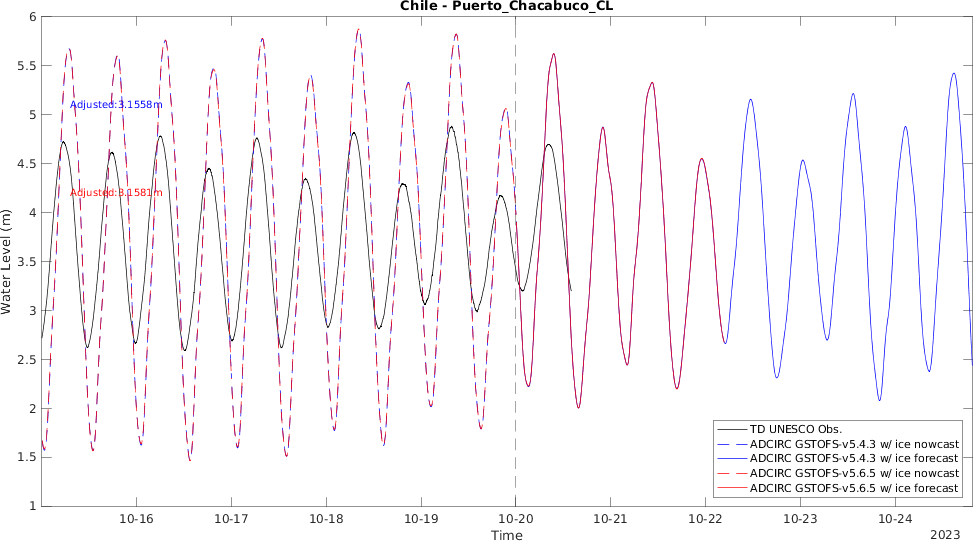 Chile - Puerto_Chacabuco_CL
6
5.5
5
4.5
4
3.5
3
2.5
2
1.5
1
Water Level (m)
Adjusted:3.1558m
Adjusted:3.1581m
TD UNESCO Obs.
ADCIRC GSTOFS-v5.4.3 w/ ice nowcast
ADCIRC GSTOFS-v5.4.3 w/ ice forecast
ADCIRC GSTOFS-v5.6.5 w/ ice nowcast
ADCIRC GSTOFS-v5.6.5 w/ ice forecast
10-16 10-17 10-18 10-19 10-20 10-21 10-22 10-23 10-24
Time
2023